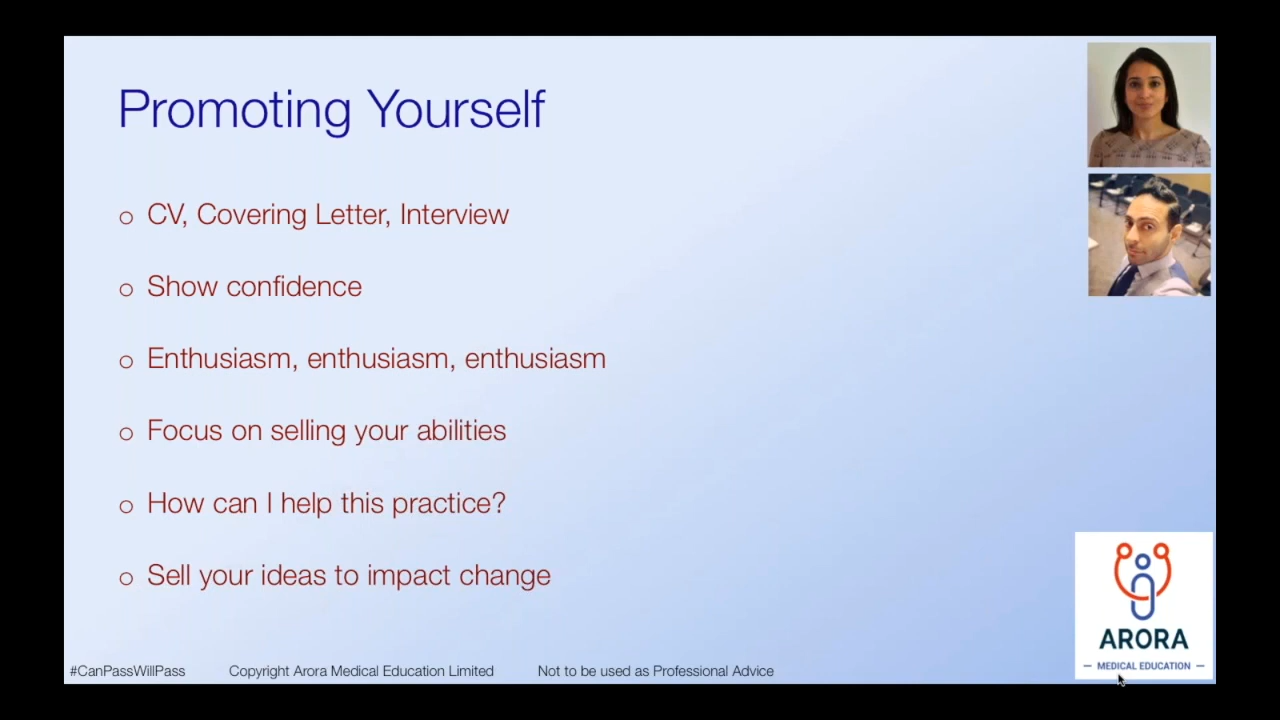 Promoting Yourself
o CV, Covering Letter, Interview
o Show confidence
o Enthusiasm, enthusiasm, enthusiasm
o Focus on selling your abilities
o How can I help this practice?
o Sell your ideas to impact change
ARORA
— MEDICAL EDUCATION —
#CanPassWillPass Copyright Arora Medical Education Limited Not to be used as Professional Advice